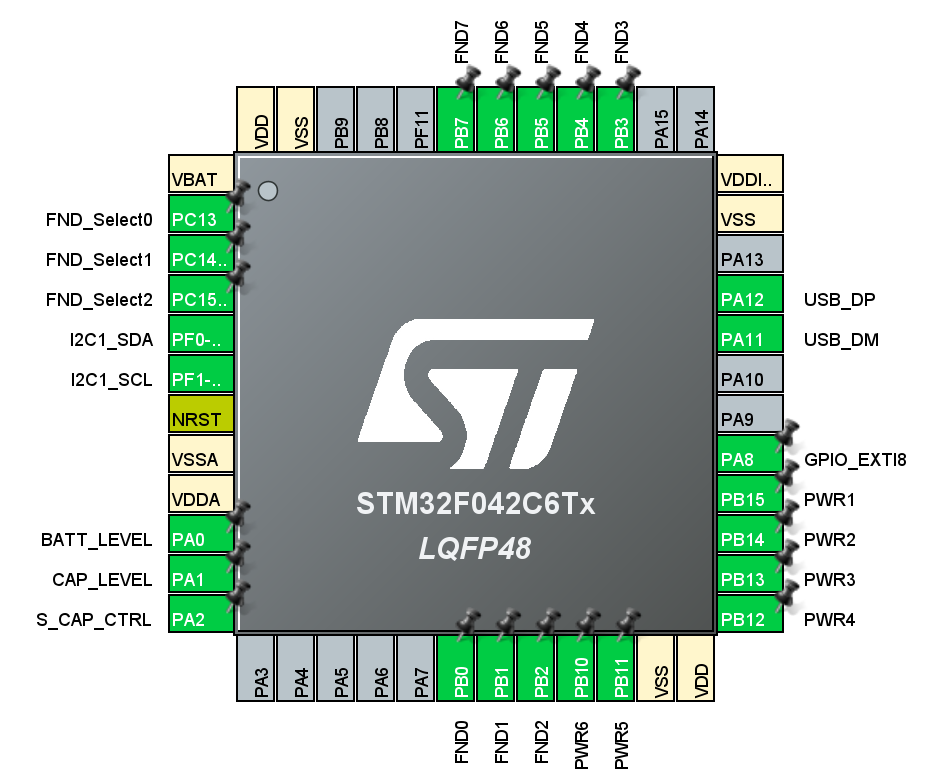 FND7
FND6
FND5
FND4
FND3
VDD
VSS
PB9
PB8
PF11
PB7
PB6
PB5
PB4
PB3
PA15
PA14
VBAT
FND_Select0 PC13
FND_Select1 PC14..
FND_Select2 PC15..
I2C1_SDA PF0-..
I2C1_SCL PF1-..
NRST
VSSA
VDDA
BATT_LEVEL PA0
CAP_LEVEL PA1
S_CAP_CTRL PA2
ST
STM32F042C6Tx
LQFP48
VDDI..
VSS
PA13
PA12 USB_DP
PA11 USB_DM
PA10
PA9
PA8 GPIO_EXTI8
PB15 PWR1
PB14 PWR2
PB13 PWR3
PB12 PWR4
PA3
PA4
PA5
PA6
PA7
PB0
PB1
PB2
PB10
PB11
VSS
VDD
FND0
FND1
FND2
PWR6
PWR5